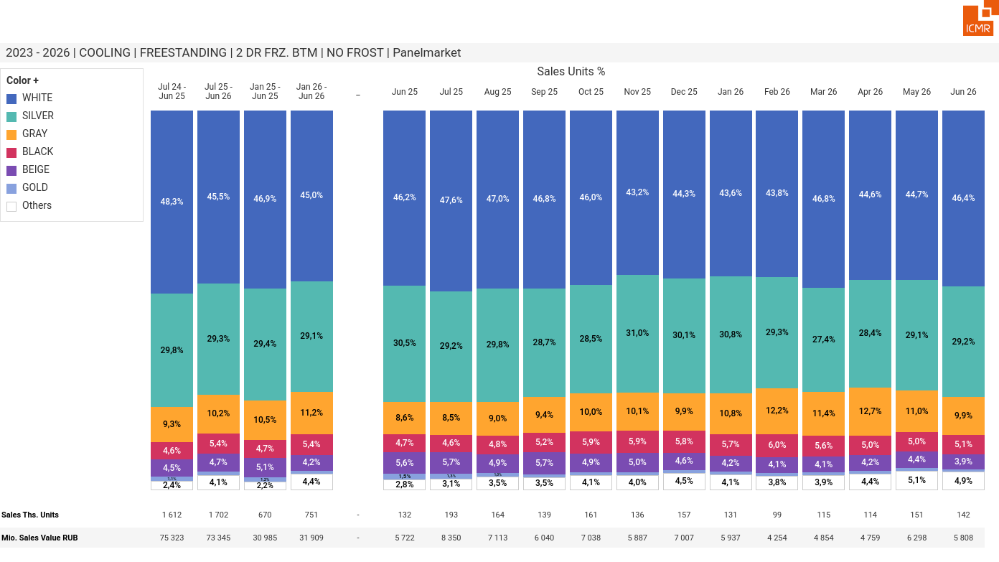 ICMR
2023 - 2026 | COOLING | FREESTANDING | 2 DR FRZ. BTM | NO FROST | Panelmarket
Color +
WHITE
SILVER
GRAY
BLACK
BEIGE
GOLD
Others
Sales Units %
Jul 24 - Jul 25 - Jan 25 - Jan 26 -
Jun 25 Jun 26 Jun 25 Jun 26 – Jun 25 Jul 25 Aug 25 Sep 25 Oct 25 Nov 25 Dec 25 Jan 26 Feb 26 Mar 26 Apr 26 May 26 Jun 26
48,3% 45,5% 46,9% 45,0% 46,2% 47,6% 47,0% 46,8% 46,0% 43,2% 44,3% 43,6% 43,8% 46,8% 44,6% 44,7% 46,4%
29,8% 29,3% 29,4% 29,1% 30,5% 29,2% 29,8% 28,7% 28,5% 31,0% 30,1% 30,8% 29,3% 27,4% 28,4% 29,1% 29,2%
9,3% 10,2% 10,5% 11,2% 8,6% 8,5% 9,0% 9,4% 10,0% 10,1% 9,9% 10,8% 12,2% 11,4% 12,7% 11,0% 9,9%
4,6% 5,4% 4,7% 5,4% 4,7% 4,6% 4,8% 5,2% 5,9% 5,9% 5,8% 5,7% 6,0% 5,6% 5,0% 5,0% 5,1%
4,5% 4,7% 5,1% 4,2% 5,6% 5,7% 4,9% 5,7% 4,9% 5,0% 4,6% 4,2% 4,1% 4,1% 4,2% 4,4% 3,9%
1,1% 1,2% 1,5% 1,3% 1,0%
2,4% 4,1% 2,2% 4,4% 2,8% 3,1% 3,5% 3,5% 4,1% 4,0% 4,5% 4,1% 3,8% 3,9% 4,4% 5,1% 4,9%
Sales Ths. Units 1 612 1 702 670 751 - 132 193 164 139 161 136 157 131 99 115 114 151 142
Mio. Sales Value RUB 75 323 73 345 30 985 31 909 - 5 722 8 350 7 113 6 040 7 038 5 887 7 007 5 937 4 254 4 854 4 759 6 298 5 808